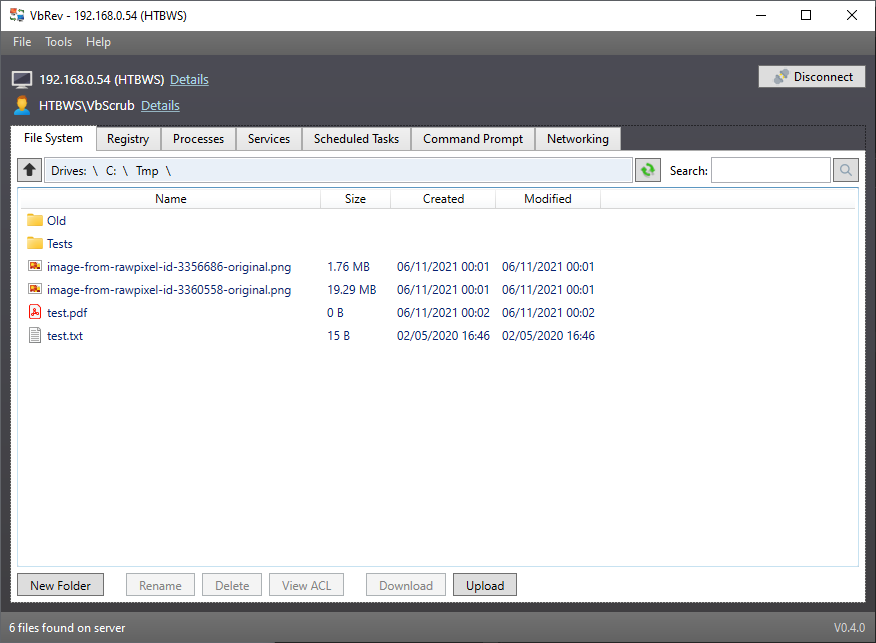 VbRev - 192.168.0.54 (HTBWS)
File Tools Help
192.168.0.54 (HTBWS) Details
Disconnect
HTBWS\VbScrub Details
File System Registry Processes Services Scheduled Tasks Command Prompt Networking
Drives: \ C: \ Tmp \ Search:
Name Size Created Modified
Old
Tests
image-from-rawpixel-id-3356686-original.png 1.76 MB 06/11/2021 00:01 06/11/2021 00:01
image-from-rawpixel-id-3360558-original.png 19.29 MB 06/11/2021 00:01 06/11/2021 00:01
test.pdf 0 B 06/11/2021 00:02 06/11/2021 00:02
test.txt 15 B 02/05/2020 16:46 02/05/2020 16:46
New Folder Rename Delete View ACL Download Upload
6 files found on server V0.4.0